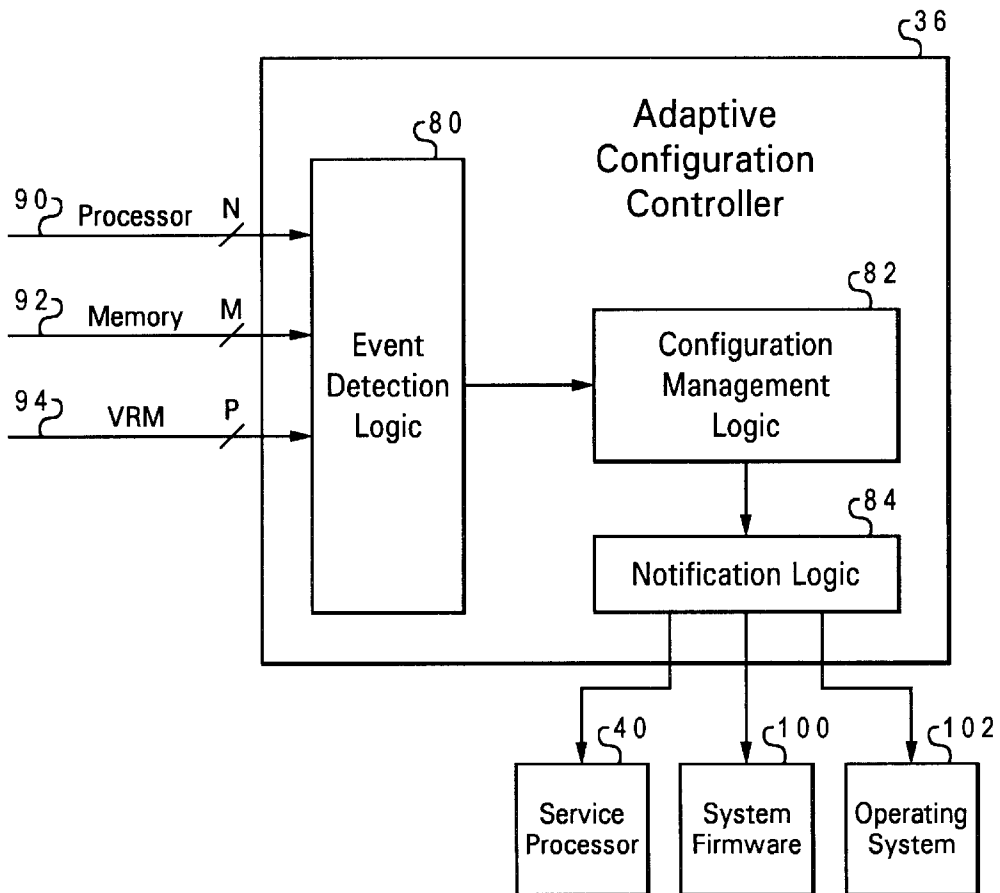 36
Adaptive
Configuration
Controller
80
90
Processor N
92
Memory M
94
VRM P
Event
Detection
Logic
82
Configuration
Management
Logic
84
Notification Logic
40
Service
Processor
100
System
Firmware
102
Operating
System